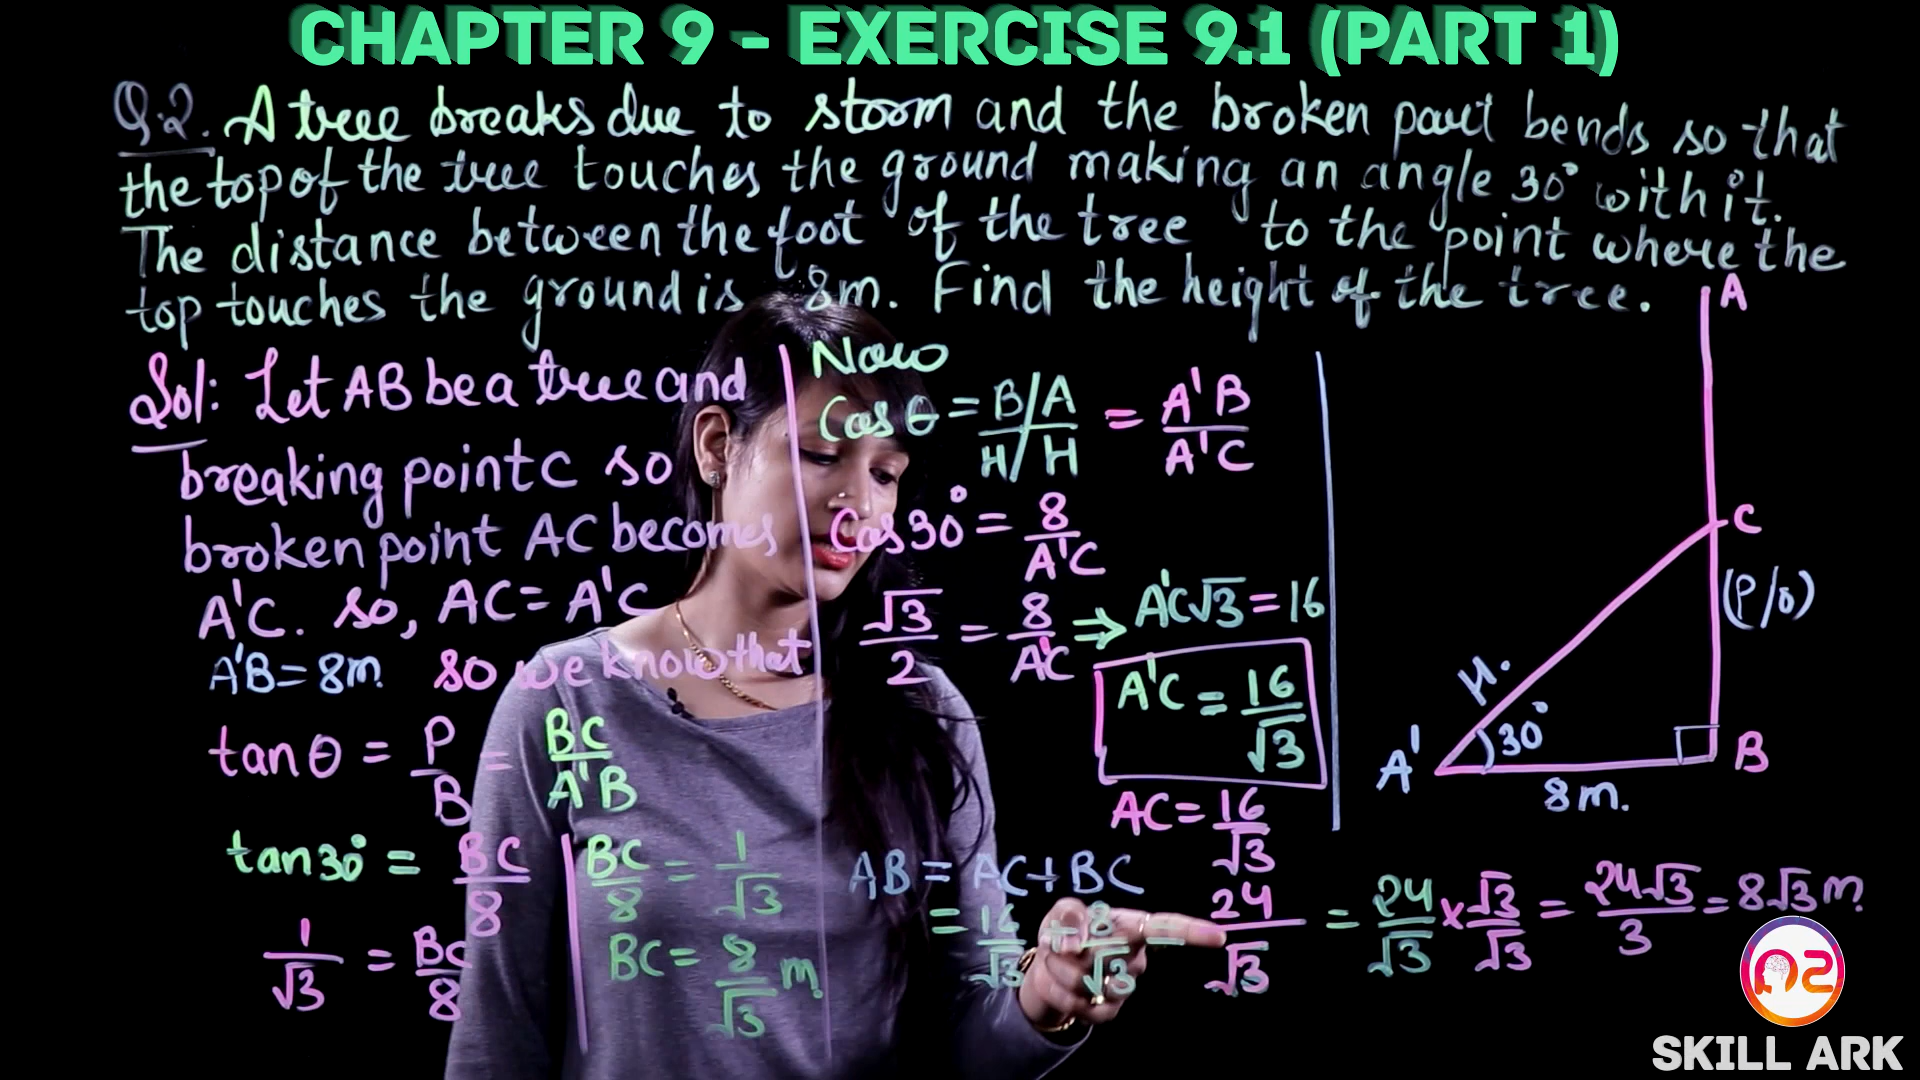 CHAPTER 9 - EXERCISE 9.1 (PART 1)
Q.2. A tree breaks due to storm and the broken part bends so that
the top of the tree touches the ground making an angle 30° with it.
The distance between the foot of the tree to the point where the
top touches the ground is 8m. Find the height of the tree.
Sol: Let AB be a tree and
breaking point C so
broken point AC becomes
A'C. so, AC = A'C
A'B = 8m. so we know that
tan θ = P/B = BC/A'B
tan 30° = BC/8
1/√3 = BC/8
BC/8 = 1/√3
BC = 8/√3 m.
Now
Cos θ = B/H / A/H = A'B/A'C
Cos 30° = 8/A'C
√3/2 = 8/A'C ⇒ A'C√3 = 16
A'C = 16/√3
AC = 16/√3
AB = AC + BC
= 16/√3 + 8/√3 = 24/√3 = 24/√3 × √3/√3 = 24√3/3 = 8√3 m.
A
C
(P/O)
H.
30°
A'
B
8m.
SKILL ARK